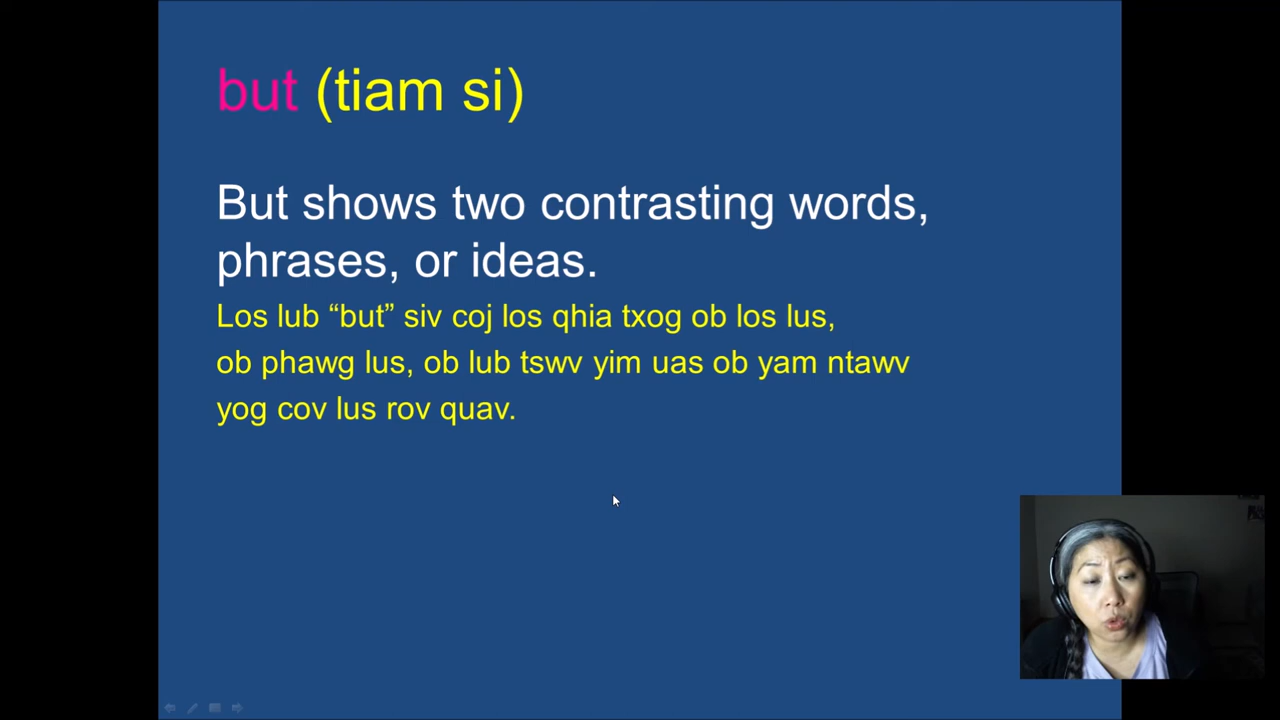 but (tiam si)
But shows two contrasting words,
phrases, or ideas.
Los lub “but” siv coj los qhia txog ob los lus,
ob phawg lus, ob lub tswv yim uas ob yam ntawv
yog cov lus rov quav.